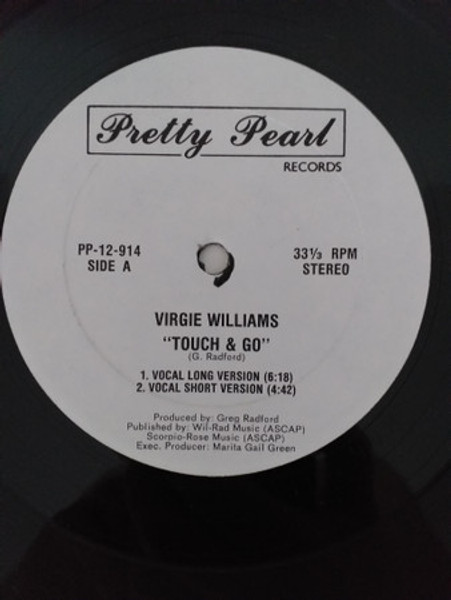 Pretty Pearl
RECORDS
PP-12-914
SIDE A
33⅓ RPM
STEREO
VIRGIE WILLIAMS
"TOUCH & GO"
(G. Radford)
1. VOCAL LONG VERSION (6:18)
2. VOCAL SHORT VERSION (4:42)
Produced by: Greg Radford
Published by: Wil-Rad Music (ASCAP)
Scorpio-Rose Music (ASCAP)
Exec. Producer: Marita Gail Green